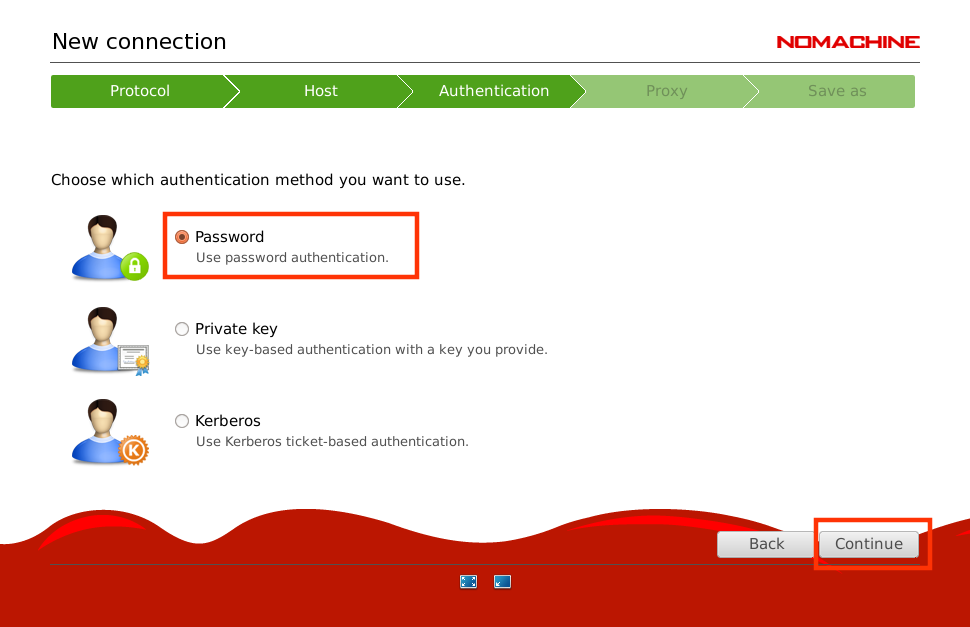 New connection
NOMACHINE
Protocol
Host
Authentication
Proxy
Save as
Choose which authentication method you want to use.
Password
Use password authentication.
Private key
Use key-based authentication with a key you provide.
K
Kerberos
Use Kerberos ticket-based authentication.
Back
Continue